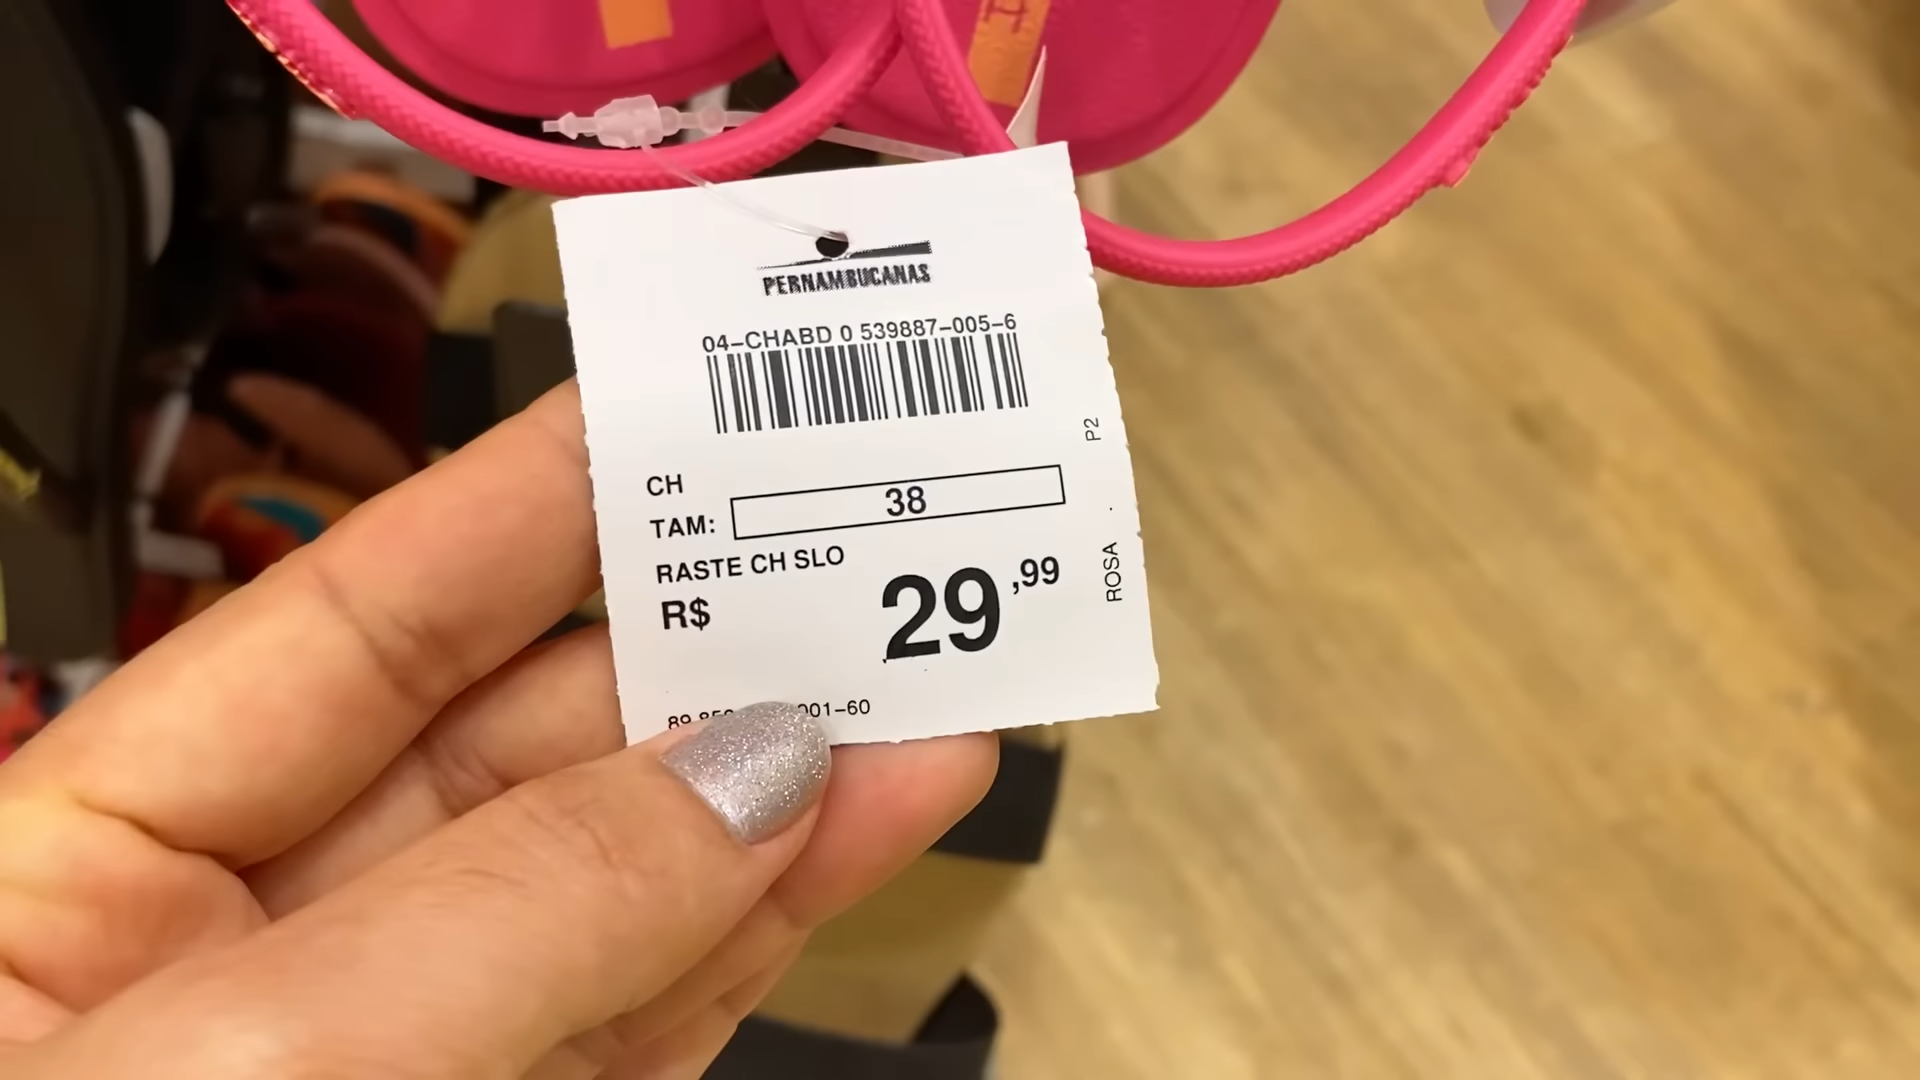 PERNAMBUCANAS
04-CHABD 0 539887-005-6
CH
TAM: 38
RASTE CH SLO
R$ 29,99
001-60
P2
ROSA